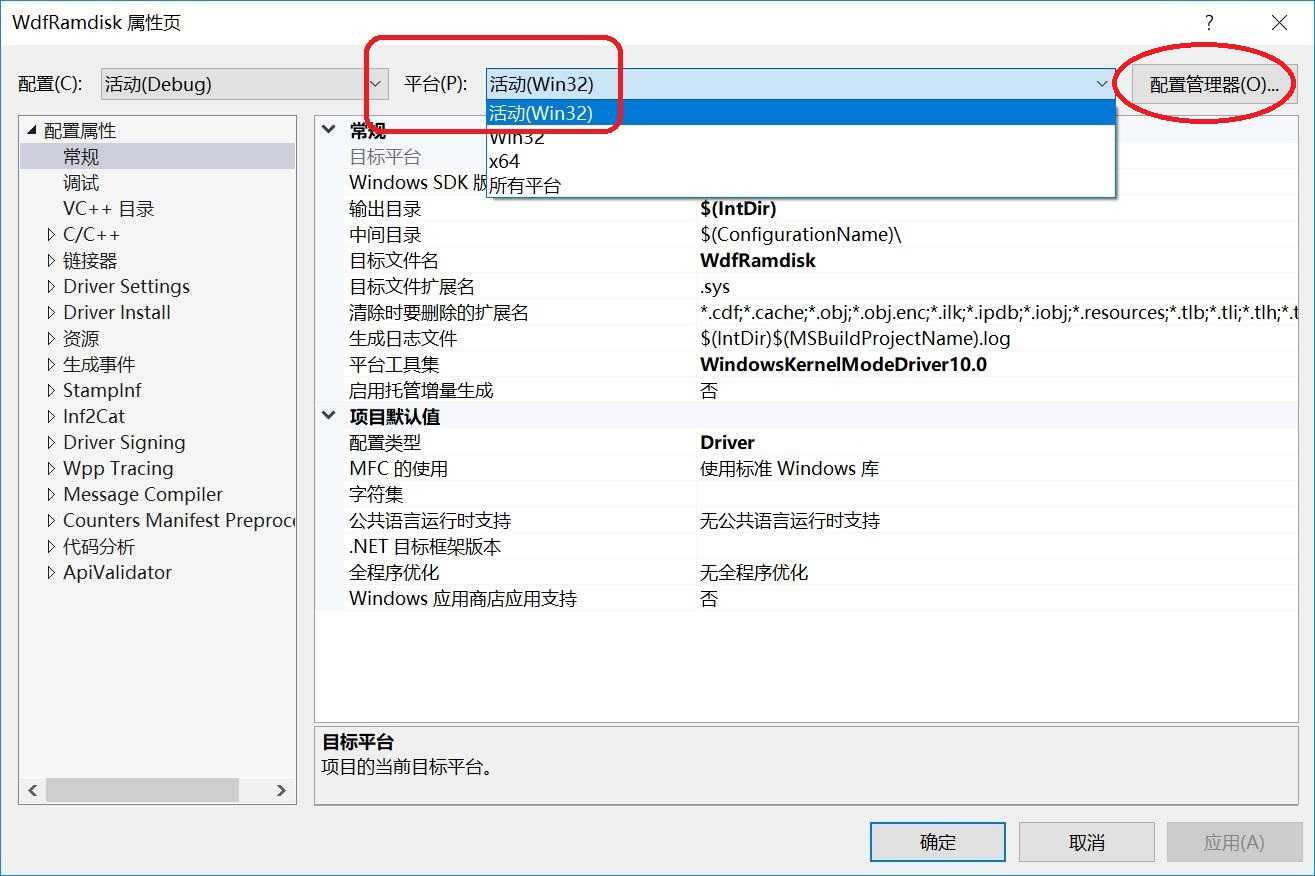 WdfRamdisk 属性页
?
配置(C):
活动(Debug)
平台(P):
活动(Win32)
配置管理器(O)...
活动(Win32)
Win32
x64
所有平台
配置属性
常规
调试
VC++ 目录
C/C++
链接器
Driver Settings
Driver Install
资源
生成事件
StampInf
Inf2Cat
Driver Signing
Wpp Tracing
Message Compiler
Counters Manifest Preproce
代码分析
ApiValidator
常规
目标平台
Windows SDK 版
输出目录 $(IntDir)
中间目录 $(ConfigurationName)\
目标文件名 WdfRamdisk
目标文件扩展名 .sys
清除时要删除的扩展名 *.cdf;*.cache;*.obj;*.obj.enc;*.ilk;*.ipdb;*.iobj;*.resources;*.tlb;*.tli;*.tlh;*.t
生成日志文件 $(IntDir)$(MSBuildProjectName).log
平台工具集 WindowsKernelModeDriver10.0
启用托管增量生成 否
项目默认值
配置类型 Driver
MFC 的使用 使用标准 Windows 库
字符集
公共语言运行时支持 无公共语言运行时支持
.NET 目标框架版本
全程序优化 无全程序优化
Windows 应用商店应用支持 否
目标平台
项目的当前目标平台。
确定
取消
应用(A)